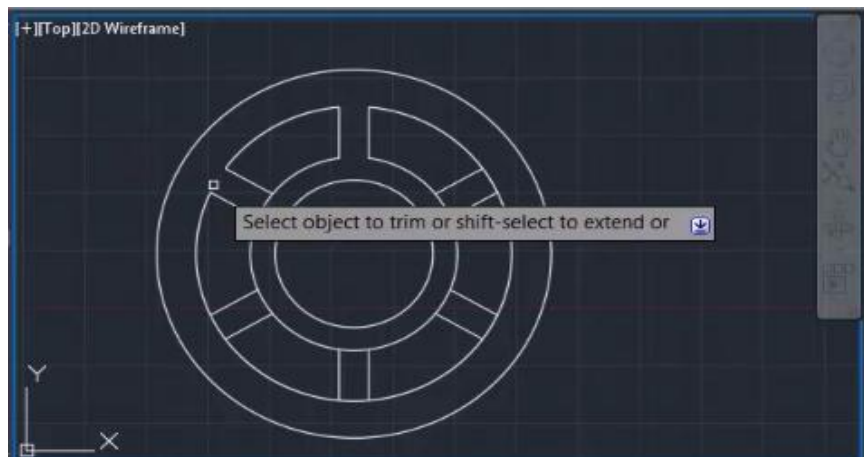 [+][Top][2D Wireframe]
Select object to trim or shift-select to extend or
Y
X